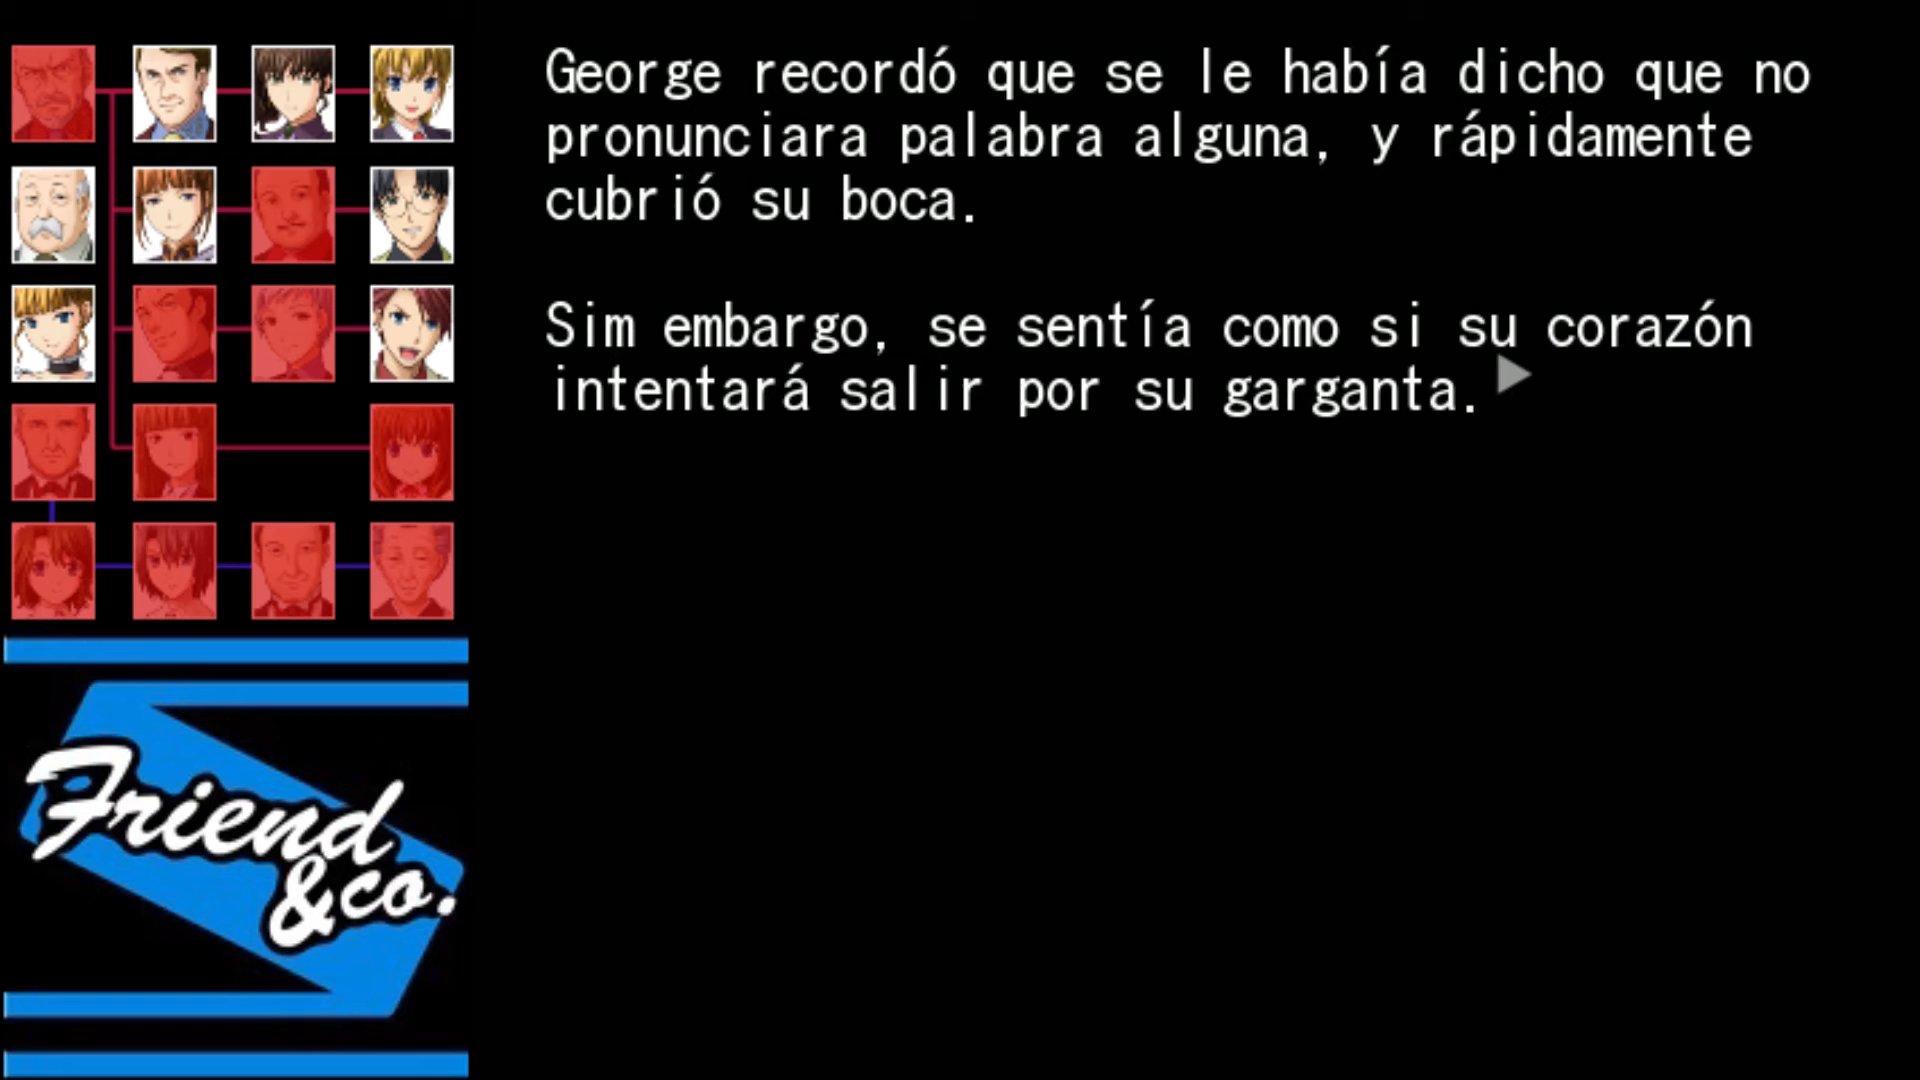 George recordó que se le había dicho que no
pronunciara palabra alguna, y rápidamente
cubrió su boca.
Sim embargo, se sentía como si su corazón
intentará salir por su garganta.
Friend
&co.